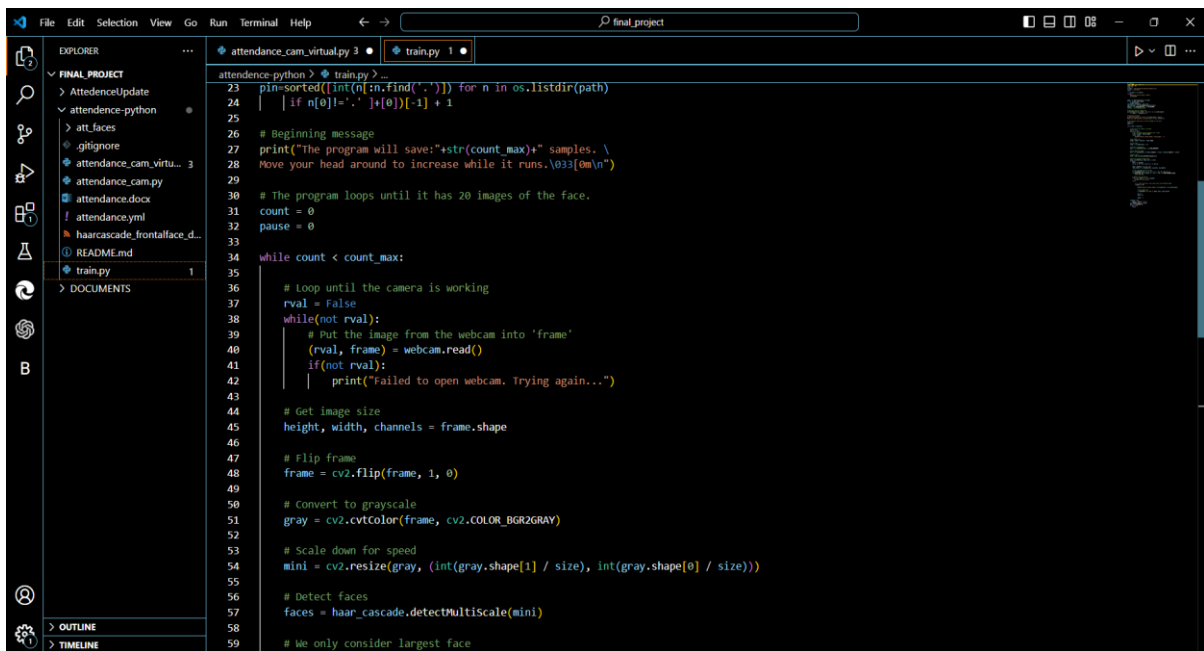 File Edit Selection View Go Run Terminal Help
final_project
EXPLORER
attendance_cam_virtual.py 3
train.py 1
attendence-python > train.py > ...
FINAL_PROJECT
AttedenceUpdate
attendence-python
att_faces
.gitignore
attendance_cam_virtu... 3
attendance_cam.py
attendance.docx
attendance.yml
haarcascade_frontalface_d...
README.md
train.py 1
DOCUMENTS
OUTLINE
TIMELINE
2
1
B
1
23 pin=sorted([int(n[:n.find('.')]) for n in os.listdir(path)
24 if n[0]!='.' ]+[0])[-1] + 1
25
26 # Beginning message
27 print("The program will save:"+str(count_max)+" samples. \
28 Move your head around to increase while it runs.\033[0m\n")
29
30 # The program loops until it has 20 images of the face.
31 count = 0
32 pause = 0
33
34 while count < count_max:
35
36 # Loop until the camera is working
37 rval = False
38 while(not rval):
39 # Put the image from the webcam into 'frame'
40 (rval, frame) = webcam.read()
41 if(not rval):
42 print("Failed to open webcam. Trying again...")
43
44 # Get image size
45 height, width, channels = frame.shape
46
47 # Flip frame
48 frame = cv2.flip(frame, 1, 0)
49
50 # Convert to grayscale
51 gray = cv2.cvtColor(frame, cv2.COLOR_BGR2GRAY)
52
53 # Scale down for speed
54 mini = cv2.resize(gray, (int(gray.shape[1] / size), int(gray.shape[0] / size)))
55
56 # Detect faces
57 faces = haar_cascade.detectMultiScale(mini)
58
59 # We only consider largest face